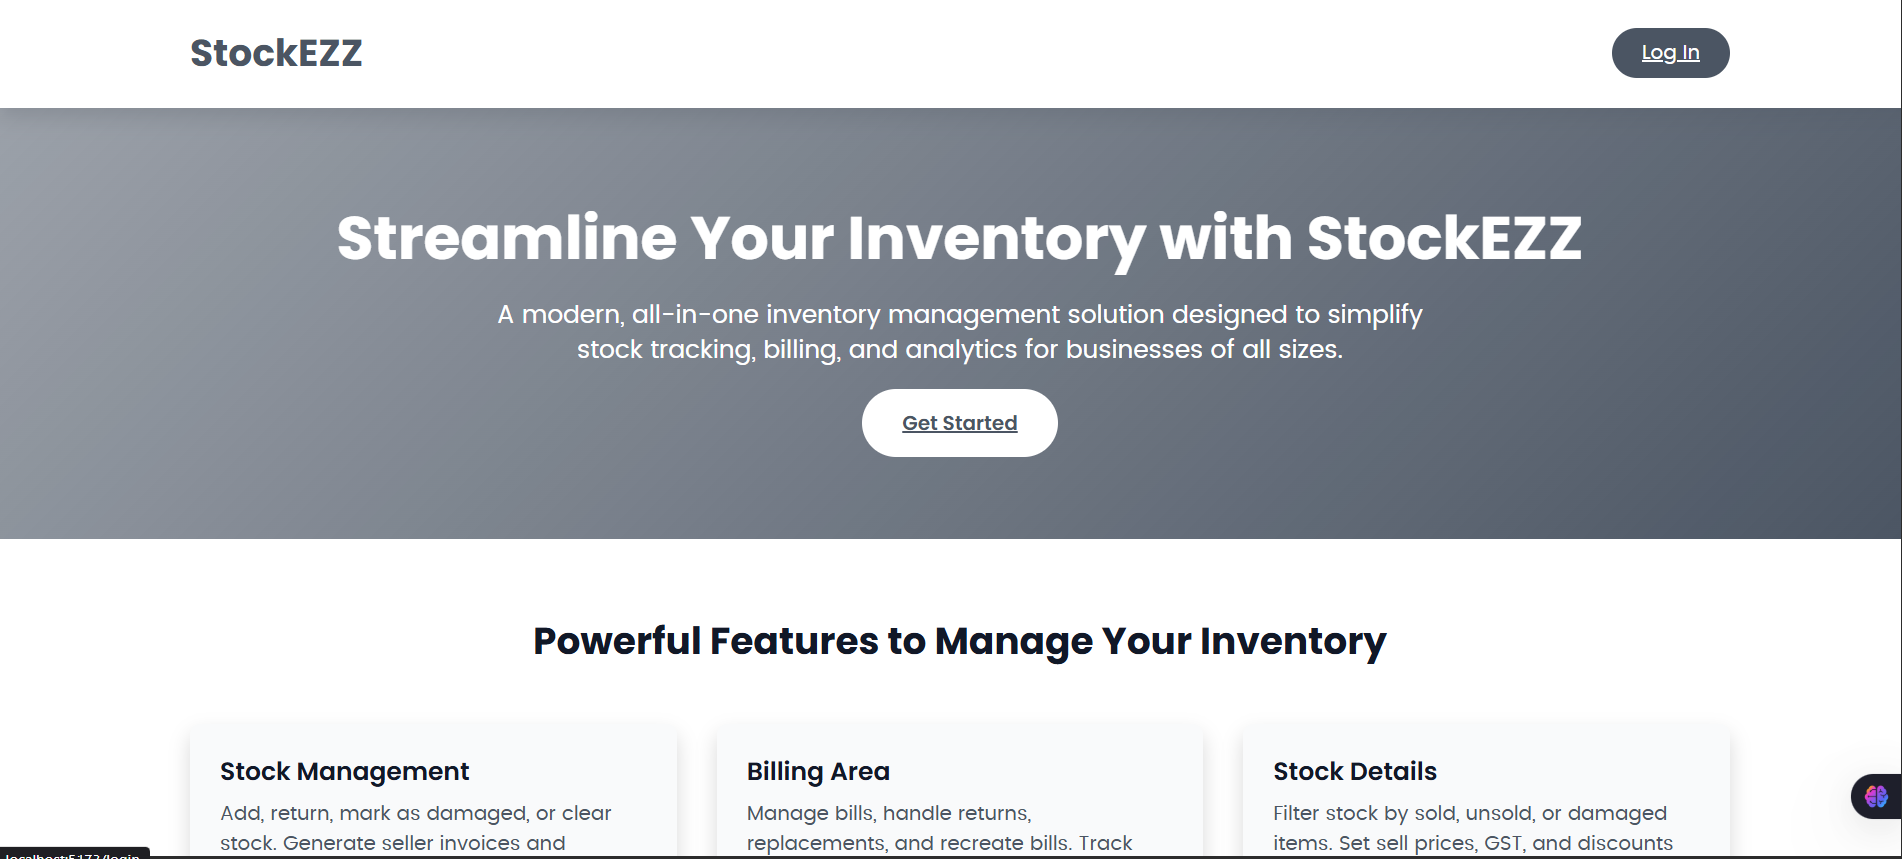 StockEZZ
Log In
Streamline Your Inventory with StockEZZ
A modern, all-in-one inventory management solution designed to simplify
stock tracking, billing, and analytics for businesses of all sizes.
Get Started
Powerful Features to Manage Your Inventory
Stock Management
Add, return, mark as damaged, or clear
stock. Generate seller invoices and
Billing Area
Manage bills, handle returns,
replacements, and recreate bills. Track
Stock Details
Filter stock by sold, unsold, or damaged
items. Set sell prices, GST, and discounts
localhost:5173/login